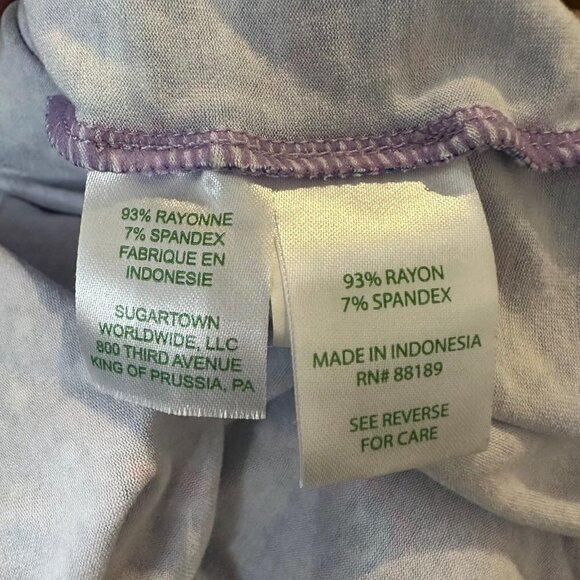 93% RAYONNE
7% SPANDEX
FABRIQUE EN
INDONESIE
SUGARTOWN
WORLDWIDE, LLC
800 THIRD AVENUE
KING OF PRUSSIA, PA
93% RAYON
7% SPANDEX
MADE IN INDONESIA
RN# 88189
SEE REVERSE
FOR CARE